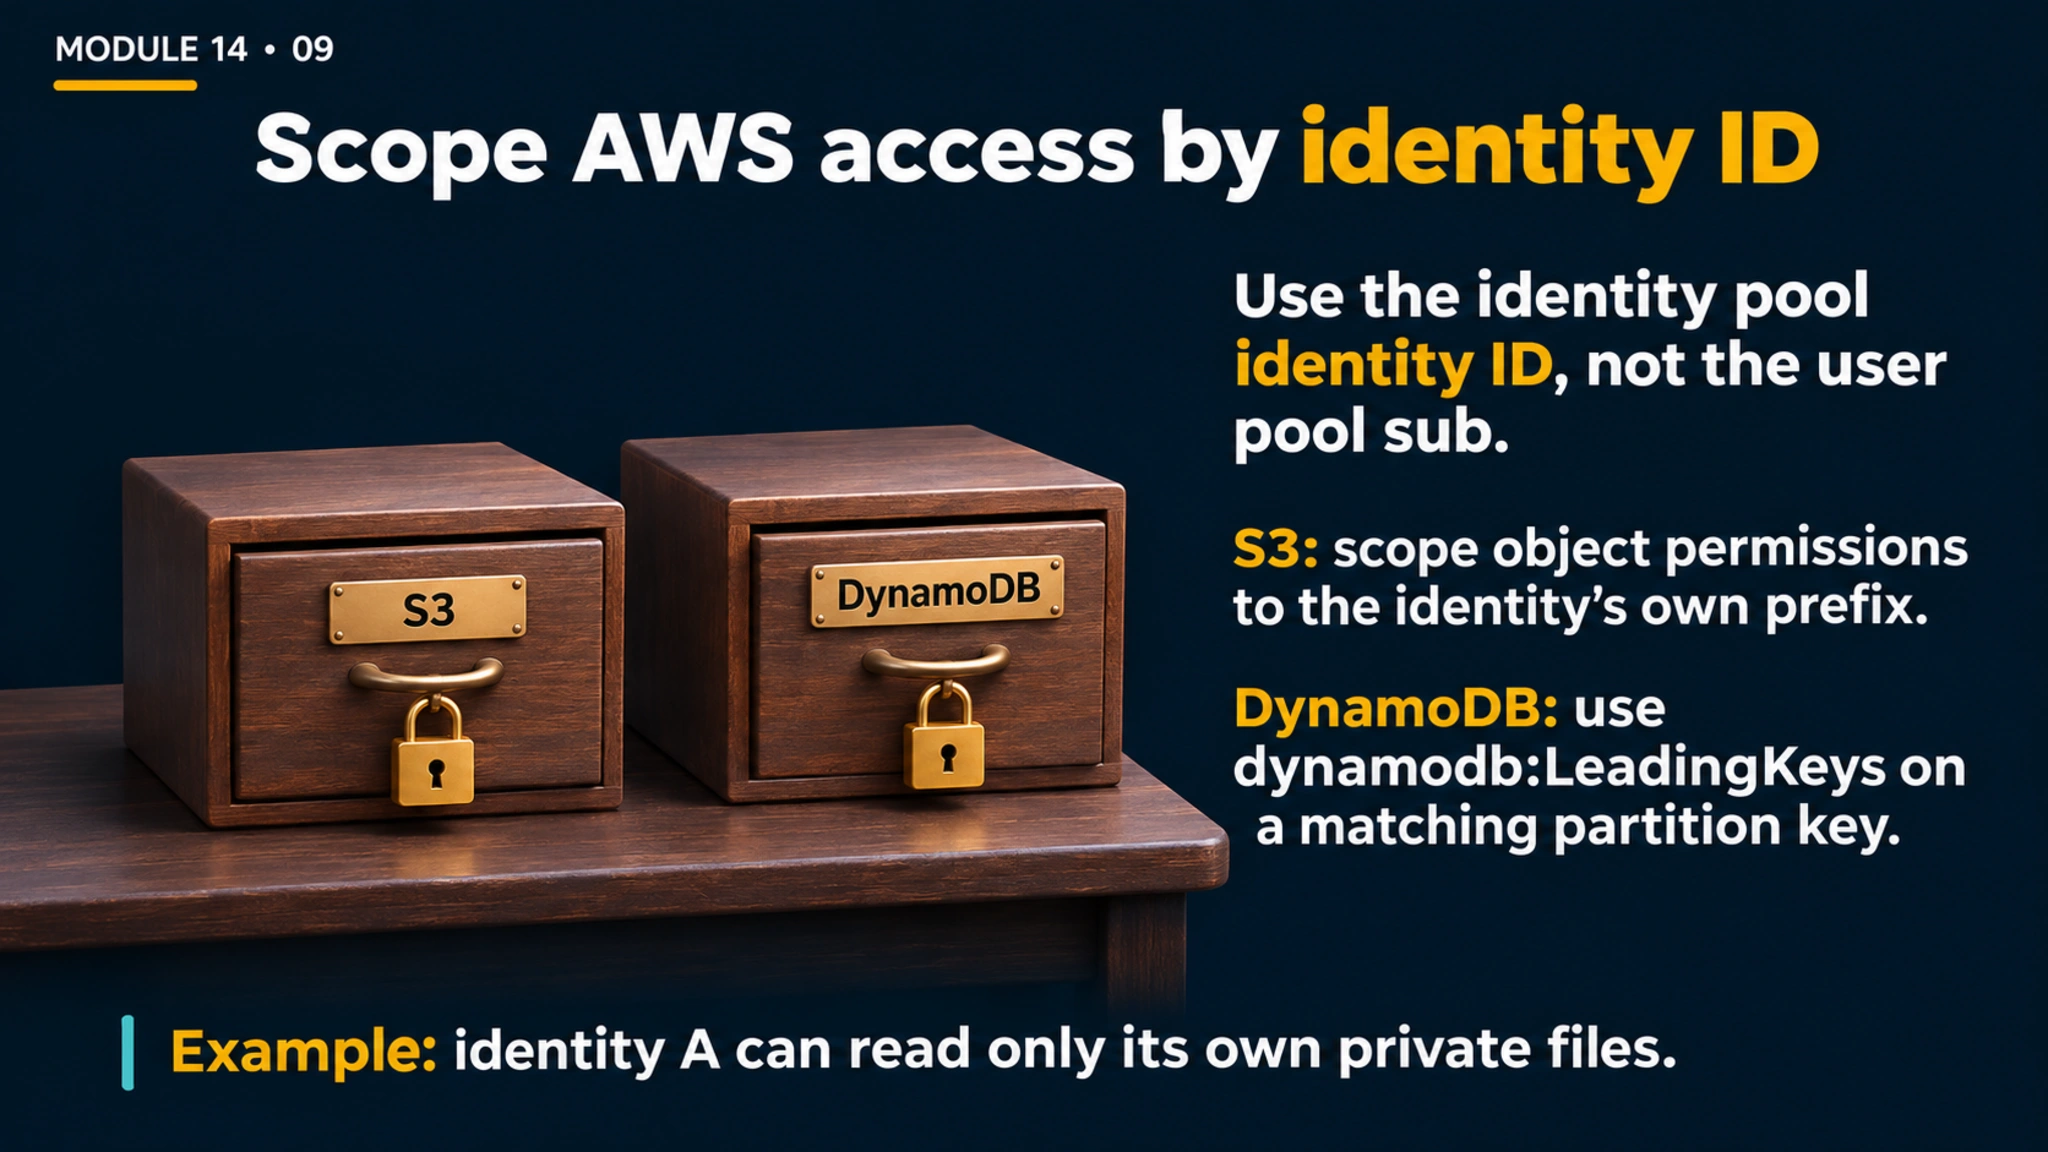 MODULE 14 • 09
Scope AWS access by identity ID
Use the identity pool
identity ID, not the user
pool sub.
S3: scope object permissions
to the identity’s own prefix.
DynamoDB: use
dynamodb:LeadingKeys on
a matching partition key.
S3
DynamoDB
Example: identity A can read only its own private files.